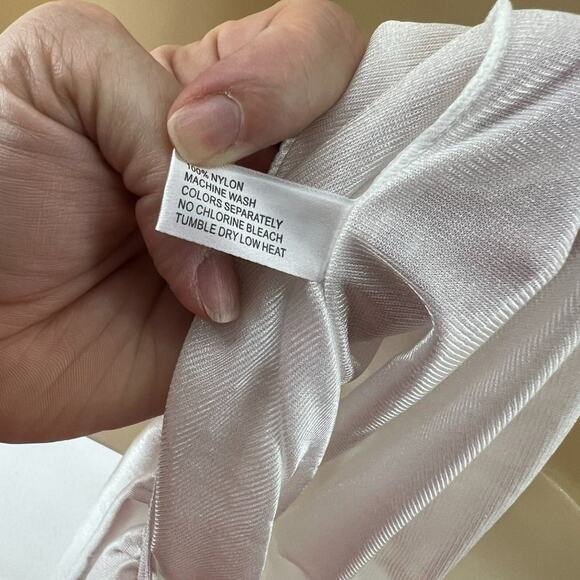 100% NYLON
MACHINE WASH
COLORS SEPARATELY
NO CHLORINE BLEACH
TUMBLE DRY LOW HEAT